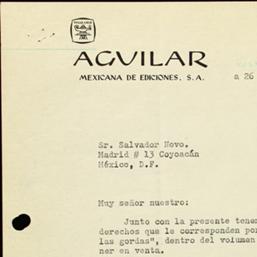 AGUILAR
MEXICANA DE EDICIONES, S. A.
a 26
Sr. Salvador Novo.
Madrid # 13 Coyoacán
México, D.F.
Muy señor nuestro:
Junto con la presente tene
derechos que le corresponden por
las gordas", dentro del volumen
ner en venta.